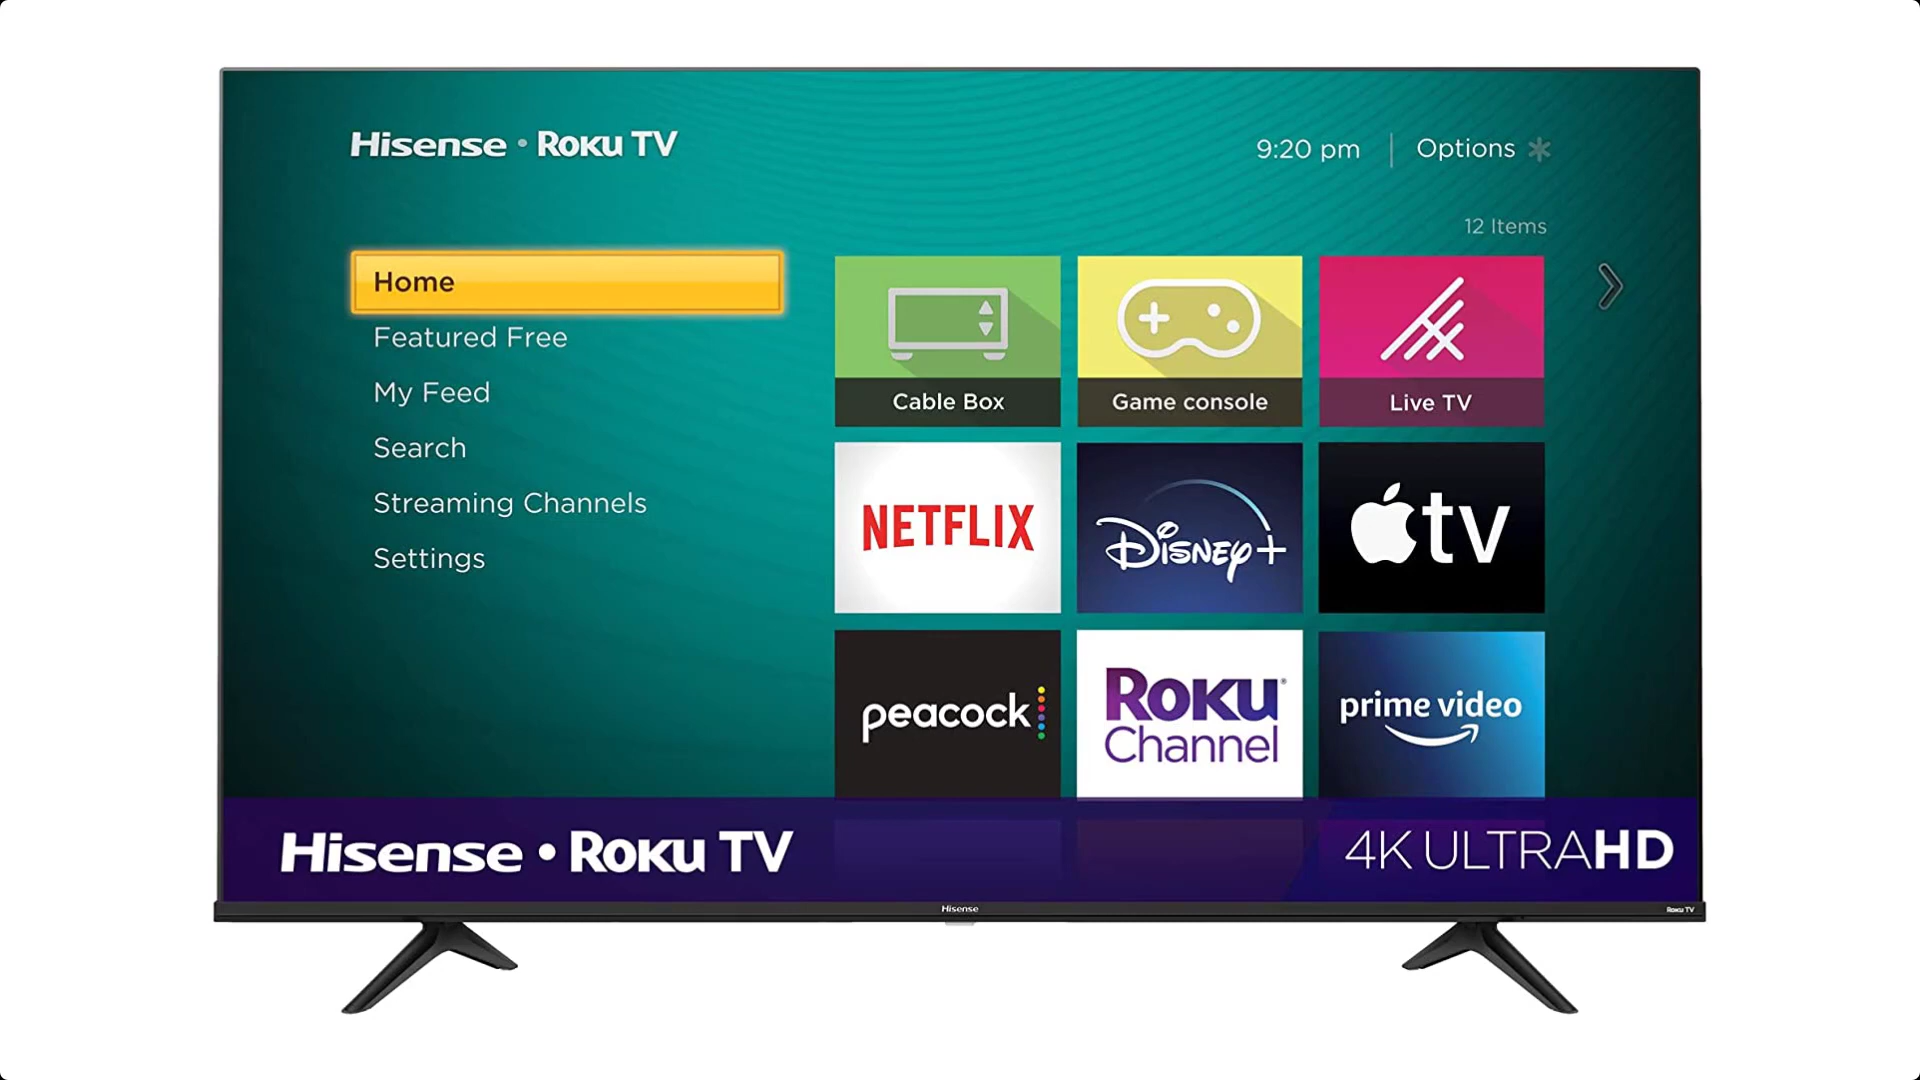 Hisense • Roku TV
9:20 pm | Options *
12 Items
Home
Featured Free
My Feed
Search
Streaming Channels
Settings
Cable Box
Game console
Live TV
NETFLIX
Disney+
tv
peacock
Roku
Channel
prime video
Hisense • Roku TV
4K ULTRAHD
Hisense
Roku TV